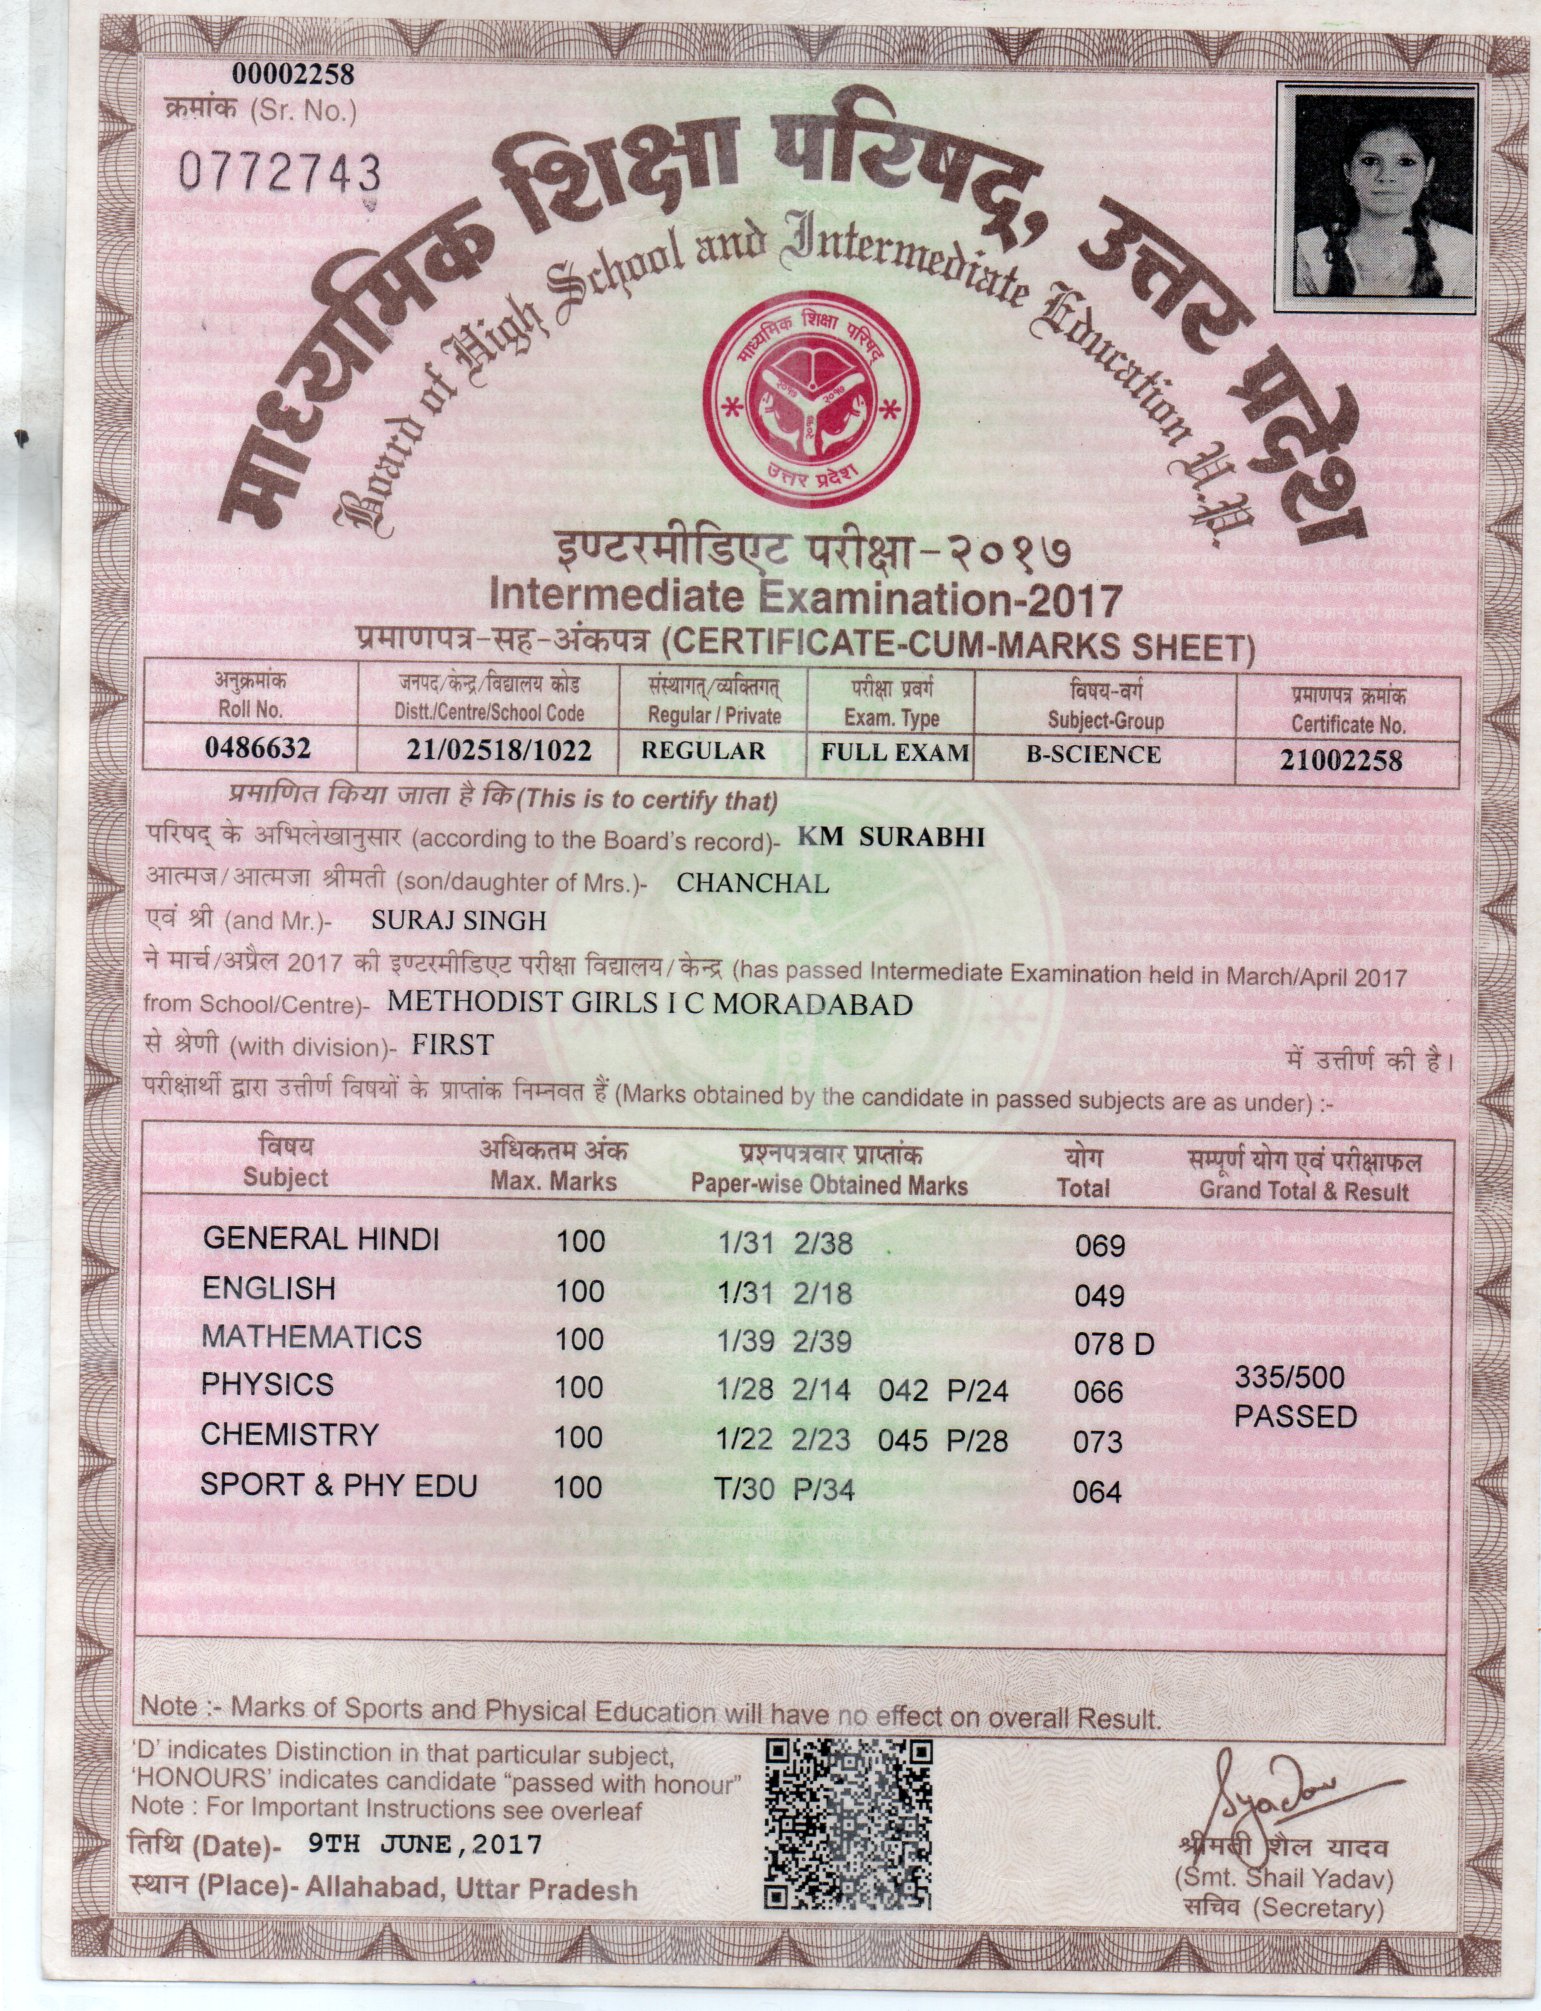 00002258
क्रमांक (Sr. No.)
0772743
माध्यमिक शिक्षा परिषद्, उत्तर प्रदेश
Board of High School and Intermediate Education U.P.
माध्यमिक शिक्षा परिषद्
२०१७ २०१७
२०१७
उत्तर प्रदेश
इण्टरमीडिएट परीक्षा-२०१७
Intermediate Examination-2017
प्रमाणपत्र-सह-अंकपत्र (CERTIFICATE-CUM-MARKS SHEET)
अनुक्रमांक जनपद/केन्द्र/विद्यालय कोड संस्थागत्/व्यक्तिगत् परीक्षा प्रवर्ग विषय-वर्ग प्रमाणपत्र क्रमांक
Roll No. Distt./Centre/School Code Regular / Private Exam. Type Subject-Group Certificate No.
0486632 21/02518/1022 REGULAR FULL EXAM B-SCIENCE 21002258
प्रमाणित किया जाता है कि (This is to certify that)
परिषद् के अभिलेखानुसार (according to the Board's record)- KM SURABHI
आत्मज/आत्मजा श्रीमती (son/daughter of Mrs.)- CHANCHAL
एवं श्री (and Mr.)- SURAJ SINGH
ने मार्च/अप्रैल 2017 की इण्टरमीडिएट परीक्षा विद्यालय/केन्द्र (has passed Intermediate Examination held in March/April 2017
from School/Centre)- METHODIST GIRLS I C MORADABAD
से श्रेणी (with division)- FIRST में उत्तीर्ण की है।
परीक्षार्थी द्वारा उत्तीर्ण विषयों के प्राप्तांक निम्नवत हैं (Marks obtained by the candidate in passed subjects are as under) :-
विषय अधिकतम अंक प्रश्नपत्रवार प्राप्तांक योग सम्पूर्ण योग एवं परीक्षाफल
Subject Max. Marks Paper-wise Obtained Marks Total Grand Total & Result
GENERAL HINDI 100 1/31 2/38 069
ENGLISH 100 1/31 2/18 049
MATHEMATICS 100 1/39 2/39 078 D
PHYSICS 100 1/28 2/14 042 P/24 066 335/500
CHEMISTRY 100 1/22 2/23 045 P/28 073 PASSED
SPORT & PHY EDU 100 T/30 P/34 064
Note :- Marks of Sports and Physical Education will have no effect on overall Result.
'D' indicates Distinction in that particular subject,
'HONOURS' indicates candidate "passed with honour"
Note : For Important Instructions see overleaf
तिथि (Date)- 9TH JUNE,2017
स्थान (Place)- Allahabad, Uttar Pradesh
Syadav
श्रीमती शैल यादव
(Smt. Shail Yadav)
सचिव (Secretary)